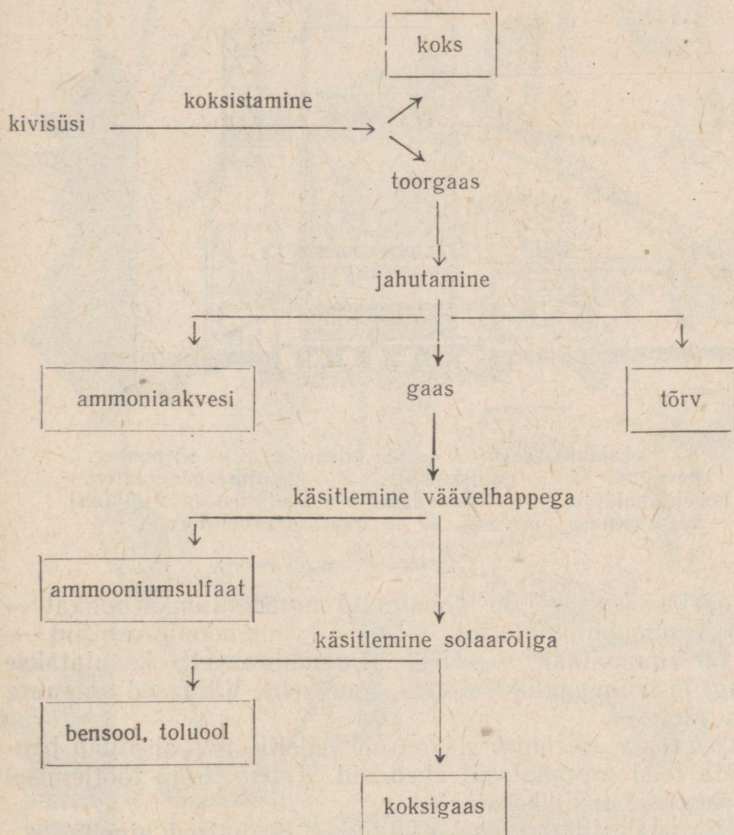 koks
koksistamine
kivisüsi
toorgaas
jahutamine
ammoniaakvesi
gaas
tõrv
käsitlemine väävelhappega
ammooniumsulfaat
käsitlemine solaarõliga
bensool, toluool
koksigaas